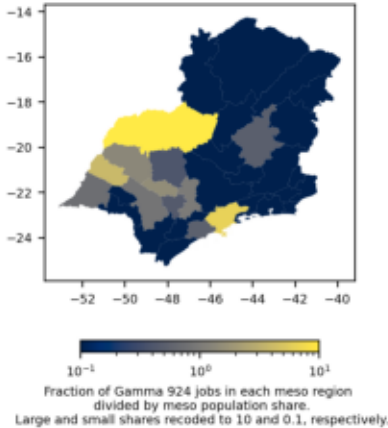 −14
−16
−18
−20
−22
−24
−52 −50 −48 −46 −44 −42 −40
10⁻¹ 10⁰ 10¹
Fraction of Gamma 924 jobs in each meso region
divided by meso population share.
Large and small shares recoded to 10 and 0.1, respectively.